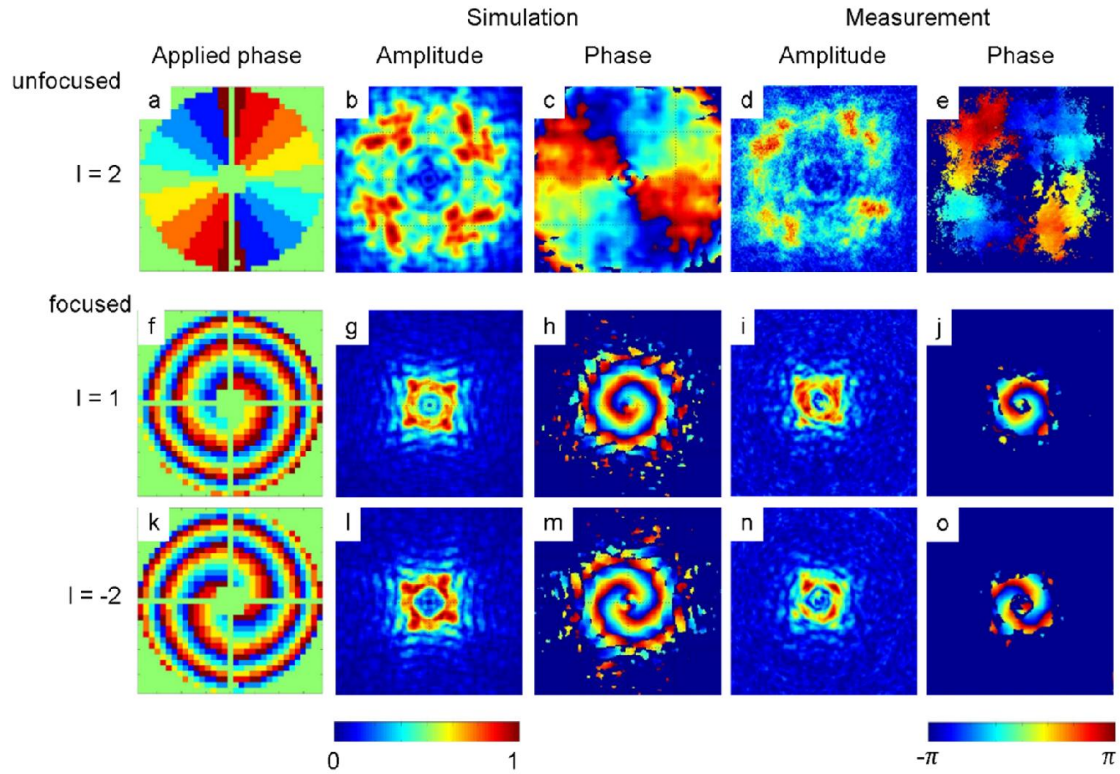 Simulation Measurement
Applied phase Amplitude Phase Amplitude Phase
unfocused
a b c d e
l = 2
focused
f g h i j
l = 1
k l m n o
l = -2
0 1 -π π